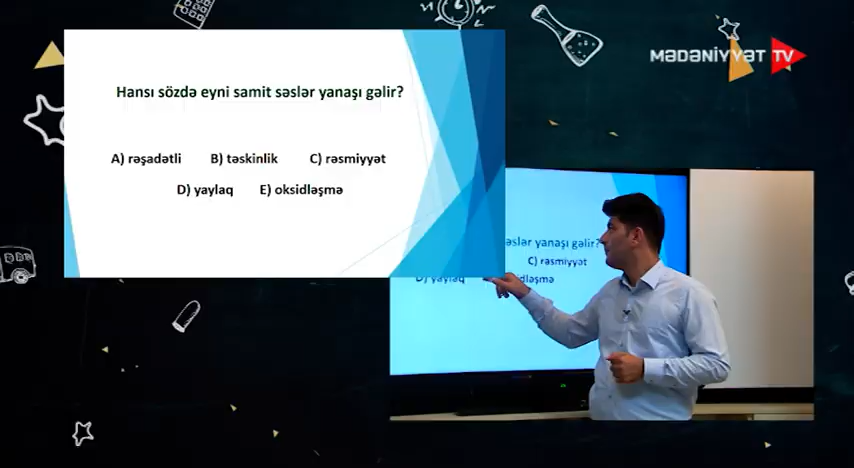 MƏDƏNİYYƏT TV
Hansı sözdə eyni samit səslər yanaşı gəlir?
A) rəşadətli B) təskinlik C) rəsmiyyət
D) yaylaq E) oksidləşmə
əslər yanaşı gəlir?
C) rəsmiyyət
D) yaylaq idləşmə